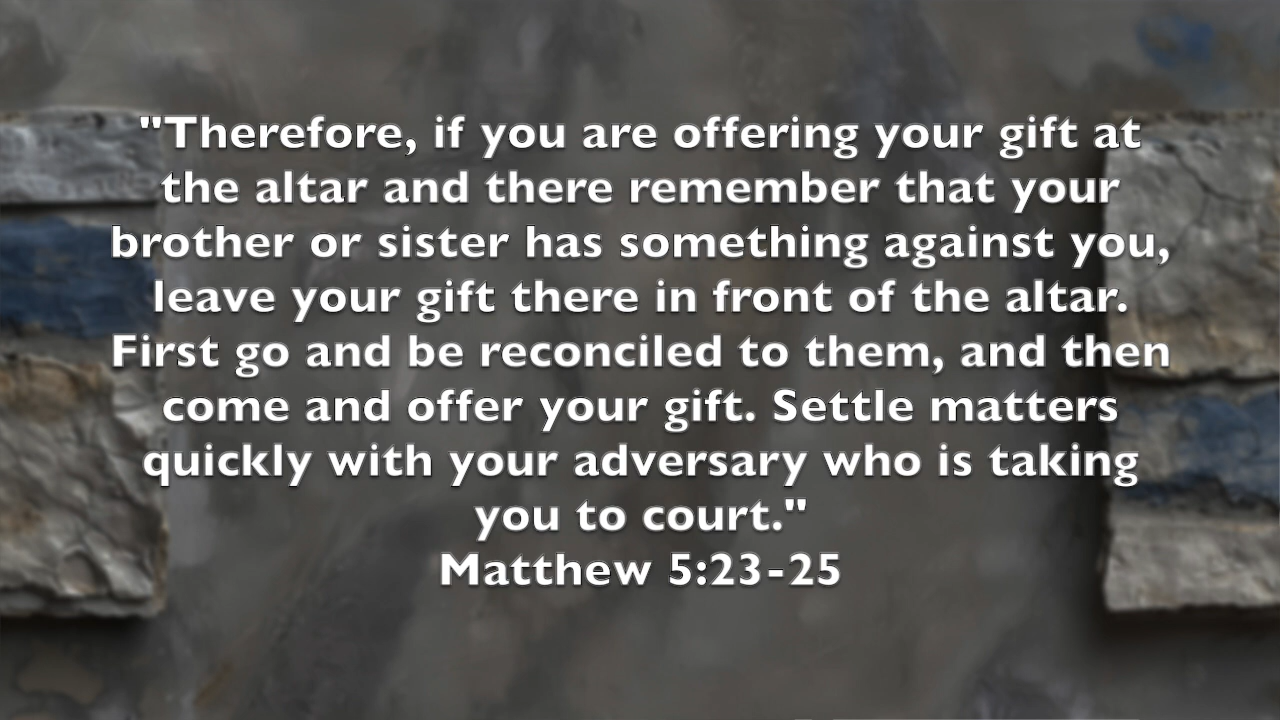 "Therefore, if you are offering your gift at
the altar and there remember that your
brother or sister has something against you,
leave your gift there in front of the altar.
First go and be reconciled to them, and then
come and offer your gift. Settle matters
quickly with your adversary who is taking
you to court."
Matthew 5:23-25